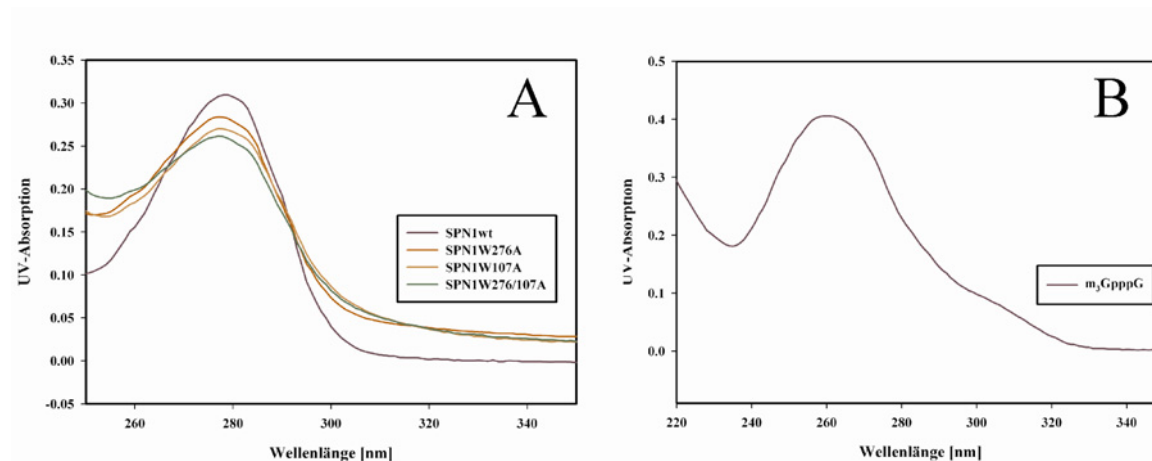 A
0.35
0.30
0.25
0.20
0.15
0.10
0.05
0.00
-0.05
UV-Absorption
SPN1wt
SPN1W276A
SPN1W107A
SPN1W276/107A
260 280 300 320 340
Wellenlänge [nm]
B
0.5
0.4
0.3
0.2
0.1
0.0
UV-Absorption
m₃GpppG
220 240 260 280 300 320 340
Wellenlänge [nm]